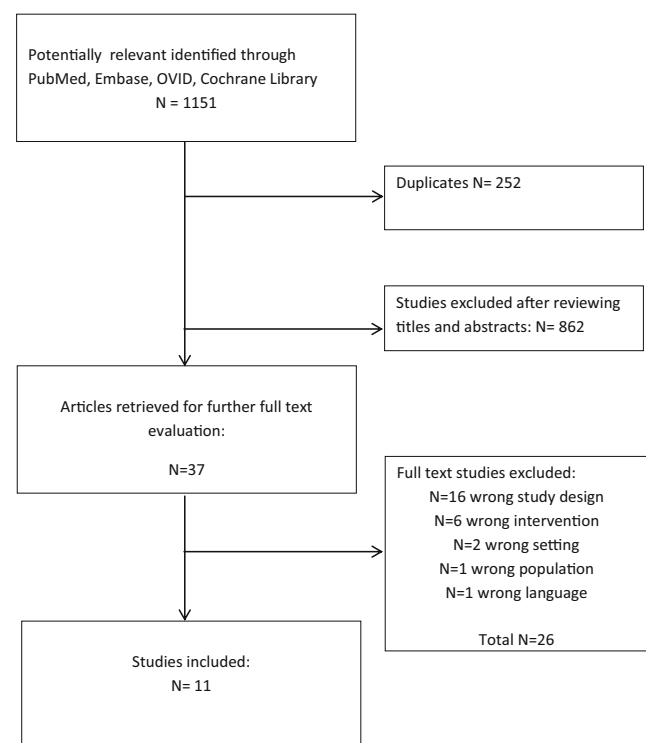 Potentially relevant identified through
PubMed, Embase, OVID, Cochrane Library
N = 1151
Duplicates N= 252
Studies excluded after reviewing
titles and abstracts: N= 862
Articles retrieved for further full text
evaluation:
N=37
Full text studies excluded:
N=16 wrong study design
N=6 wrong intervention
N=2 wrong setting
N=1 wrong population
N=1 wrong language
Total N=26
Studies included:
N= 11